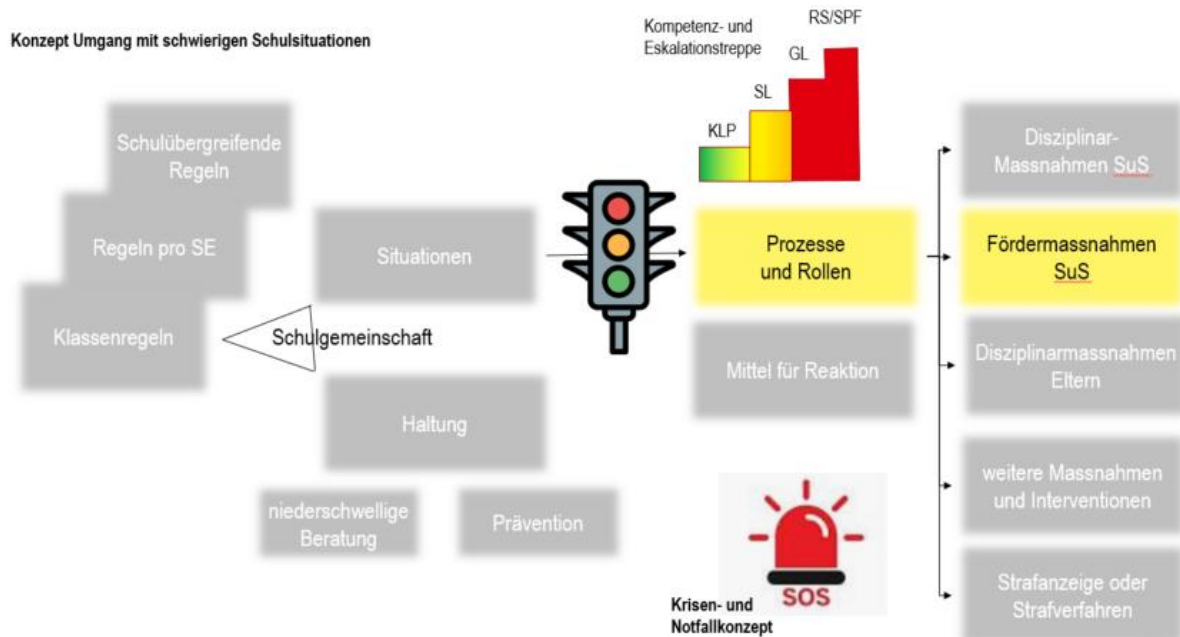 Konzept Umgang mit schwierigen Schulsituationen
Kompetenz- und
Eskalationstreppe
RS/SPF
GL
SL
KLP
Schulübergreifende
Regeln
Regeln pro SE
Klassenregeln
Situationen
Schulgemeinschaft
Haltung
niederschwellige
Beratung
Prävention
Prozesse
und Rollen
Mittel für Reaktion
SOS
Krisen- und
Notfallkonzept
Disziplinar-
Massnahmen SuS
Fördermassnahmen
SuS
Disziplinarmassnahmen
Eltern
weitere Massnahmen
und Interventionen
Strafanzeige oder
Strafverfahren